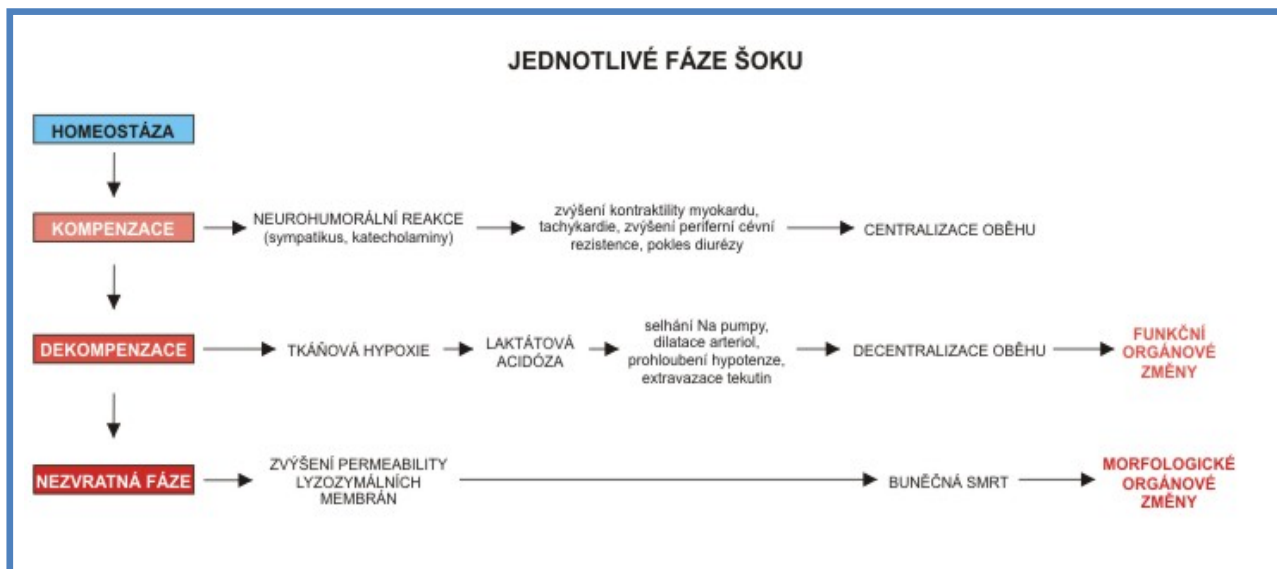 JEDNOTLIVÉ FÁZE ŠOKU
HOMEOSTÁZA
KOMPENZACE
NEUROHUMORÁLNÍ REAKCE
(sympatikus, katecholaminy)
zvýšení kontraktility myokardu,
tachykardie, zvýšení periferní cévní
rezistence, pokles diurézy
CENTRALIZACE OBĚHU
DEKOMPENZACE
TKÁŇOVÁ HYPOXIE
LAKTÁTOVÁ
ACIDÓZA
selhání Na pumpy,
dilatace arteriol,
prohloubení hypotenze,
extravazace tekutin
DECENTRALIZACE OBĚHU
FUNKČNÍ
ORGÁNOVÉ
ZMĚNY
NEZVRATNÁ FÁZE
ZVÝŠENÍ PERMEABILITY
LYZOZYMÁLNÍCH
MEMBRÁN
BUNĚČNÁ SMRT
MORFOLOGICKÉ
ORGÁNOVÉ
ZMĚNY